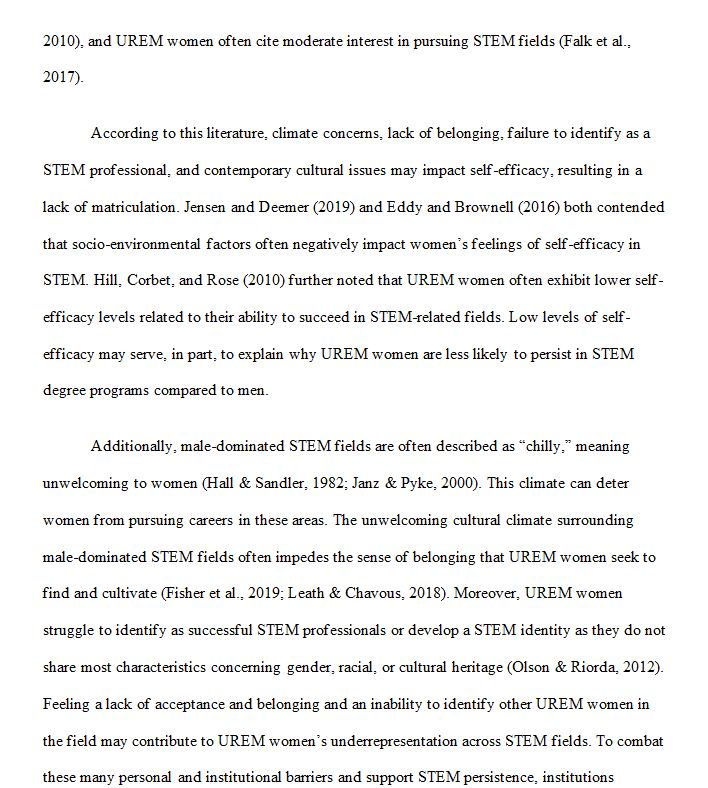 2010), and UREM women often cite moderate interest in pursuing STEM fields (Falk et al.,
2017).
According to this literature, climate concerns, lack of belonging, failure to identify as a
STEM professional, and contemporary cultural issues may impact self-efficacy, resulting in a
lack of matriculation. Jensen and Deemer (2019) and Eddy and Brownell (2016) both contended
that socio-environmental factors often negatively impact women’s feelings of self-efficacy in
STEM. Hill, Corbet, and Rose (2010) further noted that UREM women often exhibit lower self-
efficacy levels related to their ability to succeed in STEM-related fields. Low levels of self-
efficacy may serve, in part, to explain why UREM women are less likely to persist in STEM
degree programs compared to men.
Additionally, male-dominated STEM fields are often described as “chilly,” meaning
unwelcoming to women (Hall & Sandler, 1982; Janz & Pyke, 2000). This climate can deter
women from pursuing careers in these areas. The unwelcoming cultural climate surrounding
male-dominated STEM fields often impedes the sense of belonging that UREM women seek to
find and cultivate (Fisher et al., 2019; Leath & Chavous, 2018). Moreover, UREM women
struggle to identify as successful STEM professionals or develop a STEM identity as they do not
share most characteristics concerning gender, racial, or cultural heritage (Olson & Riorda, 2012).
Feeling a lack of acceptance and belonging and an inability to identify other UREM women in
the field may contribute to UREM women’s underrepresentation across STEM fields. To combat
these many personal and institutional barriers and support STEM persistence, institutions